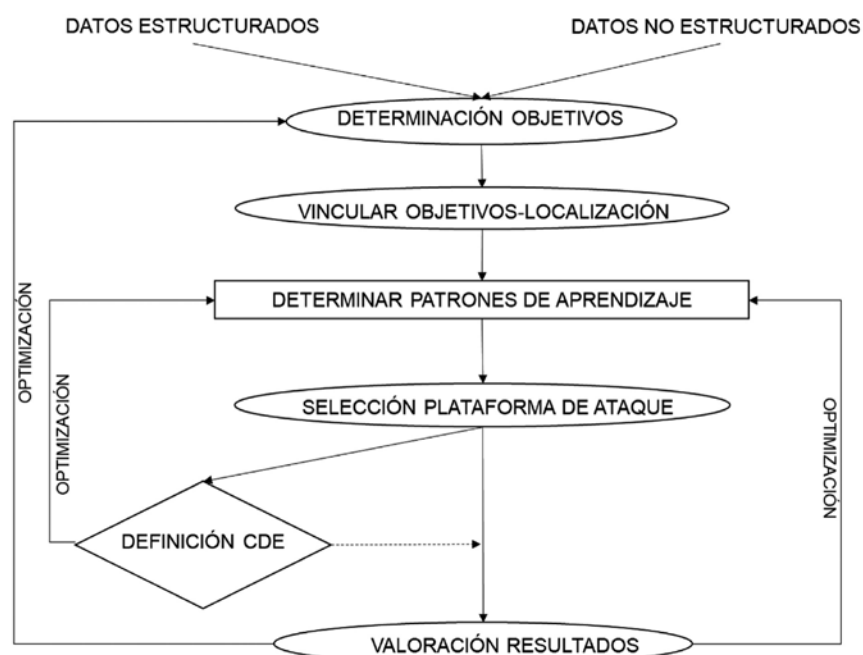 DATOS ESTRUCTURADOS
DATOS NO ESTRUCTURADOS
DETERMINACIÓN OBJETIVOS
VINCULAR OBJETIVOS-LOCALIZACIÓN
DETERMINAR PATRONES DE APRENDIZAJE
OPTIMIZACIÓN
OPTIMIZACIÓN
SELECCIÓN PLATAFORMA DE ATAQUE
OPTIMIZACIÓN
DEFINICIÓN CDE
VALORACIÓN RESULTADOS